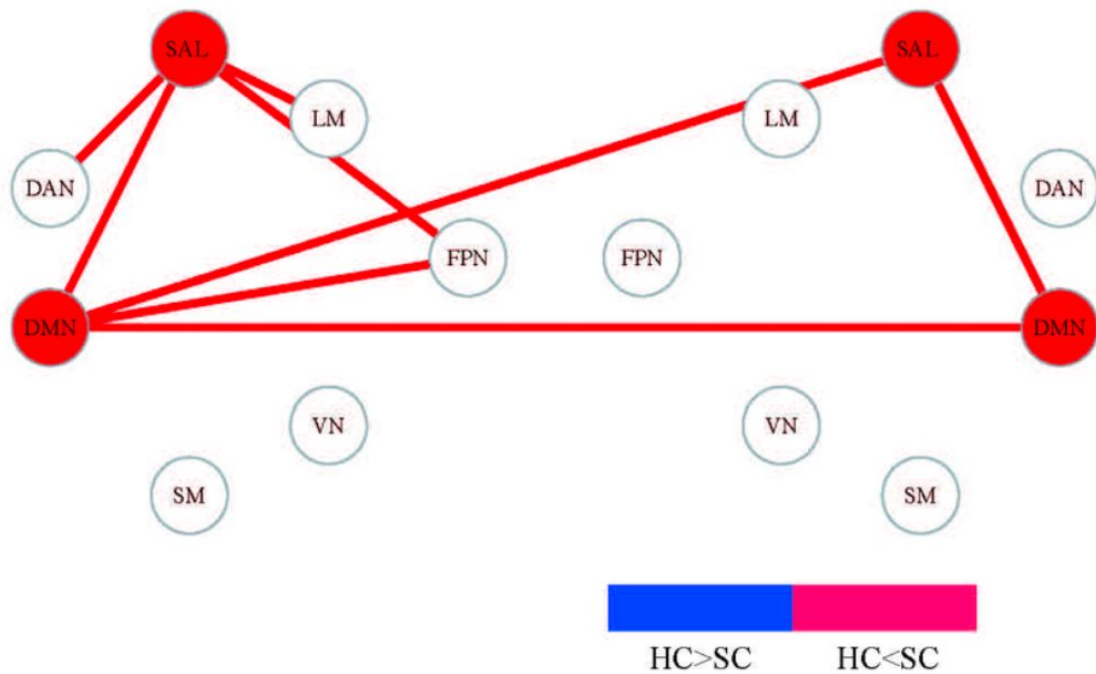 SAL SAL
LM LM
DAN DAN
FPN FPN
DMN DMN
VN VN
SM SM
HC>SC HC<SC